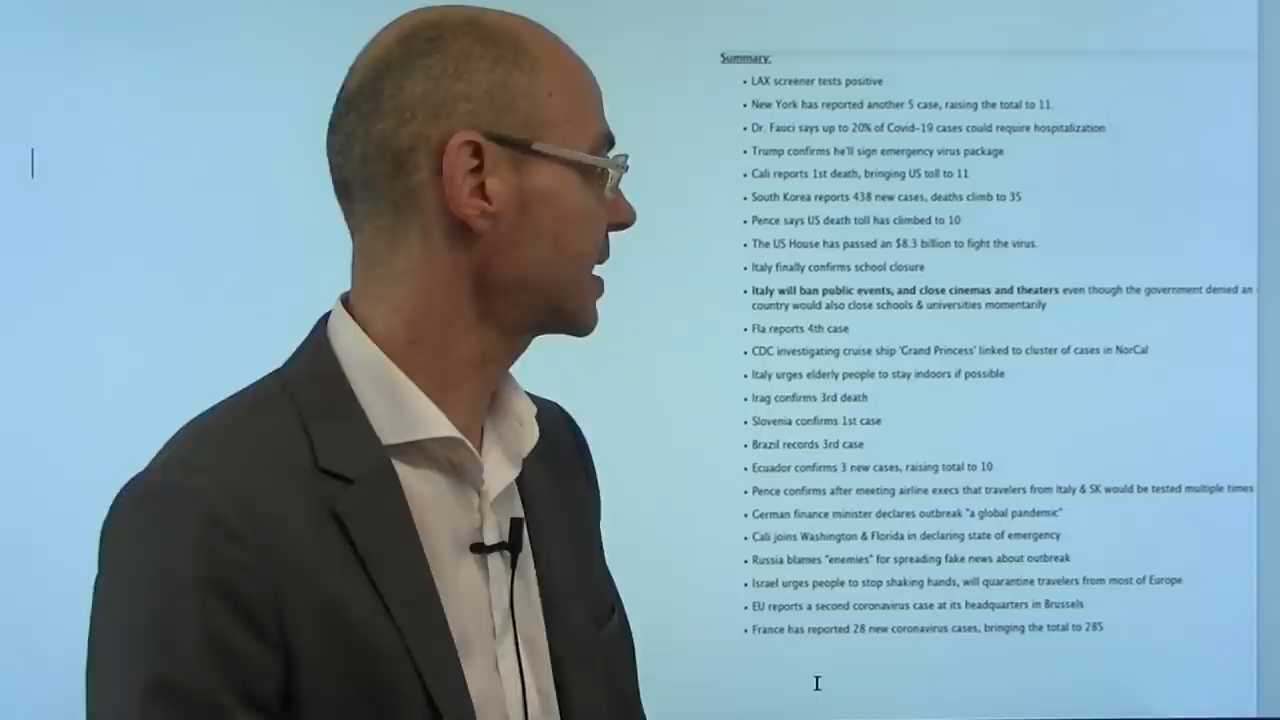 Summary:
• LAX screener tests positive
• New York has reported another 5 case, raising the total to 11.
• Dr. Fauci says up to 20% of Covid-19 cases could require hospitalization
• Trump confirms he'll sign emergency virus package
• Cali reports 1st death, bringing US toll to 11
• South Korea reports 438 new cases, deaths climb to 35
• Pence says US death toll has climbed to 10
• The US House has passed an $8.3 billion to fight the virus.
• Italy finally confirms school closure
• Italy will ban public events, and close cinemas and theaters even though the government denied an
country would also close schools & universities momentarily
• Fla reports 4th case
• CDC investigating cruise ship 'Grand Princess' linked to cluster of cases in NorCal
• Italy urges elderly people to stay indoors if possible
• Iraq confirms 3rd death
• Slovenia confirms 1st case
• Brazil records 3rd case
• Ecuador confirms 3 new cases, raising total to 10
• Pence confirms after meeting airline execs that travelers from Italy & SK would be tested multiple times
• German finance minister declares outbreak "a global pandemic"
• Cali joins Washington & Florida in declaring state of emergency
• Russia blames "enemies" for spreading fake news about outbreak
• Israel urges people to stop shaking hands, will quarantine travelers from most of Europe
• EU reports a second coronavirus case at its headquarters in Brussels
• France has reported 28 new coronavirus cases, bringing the total to 285